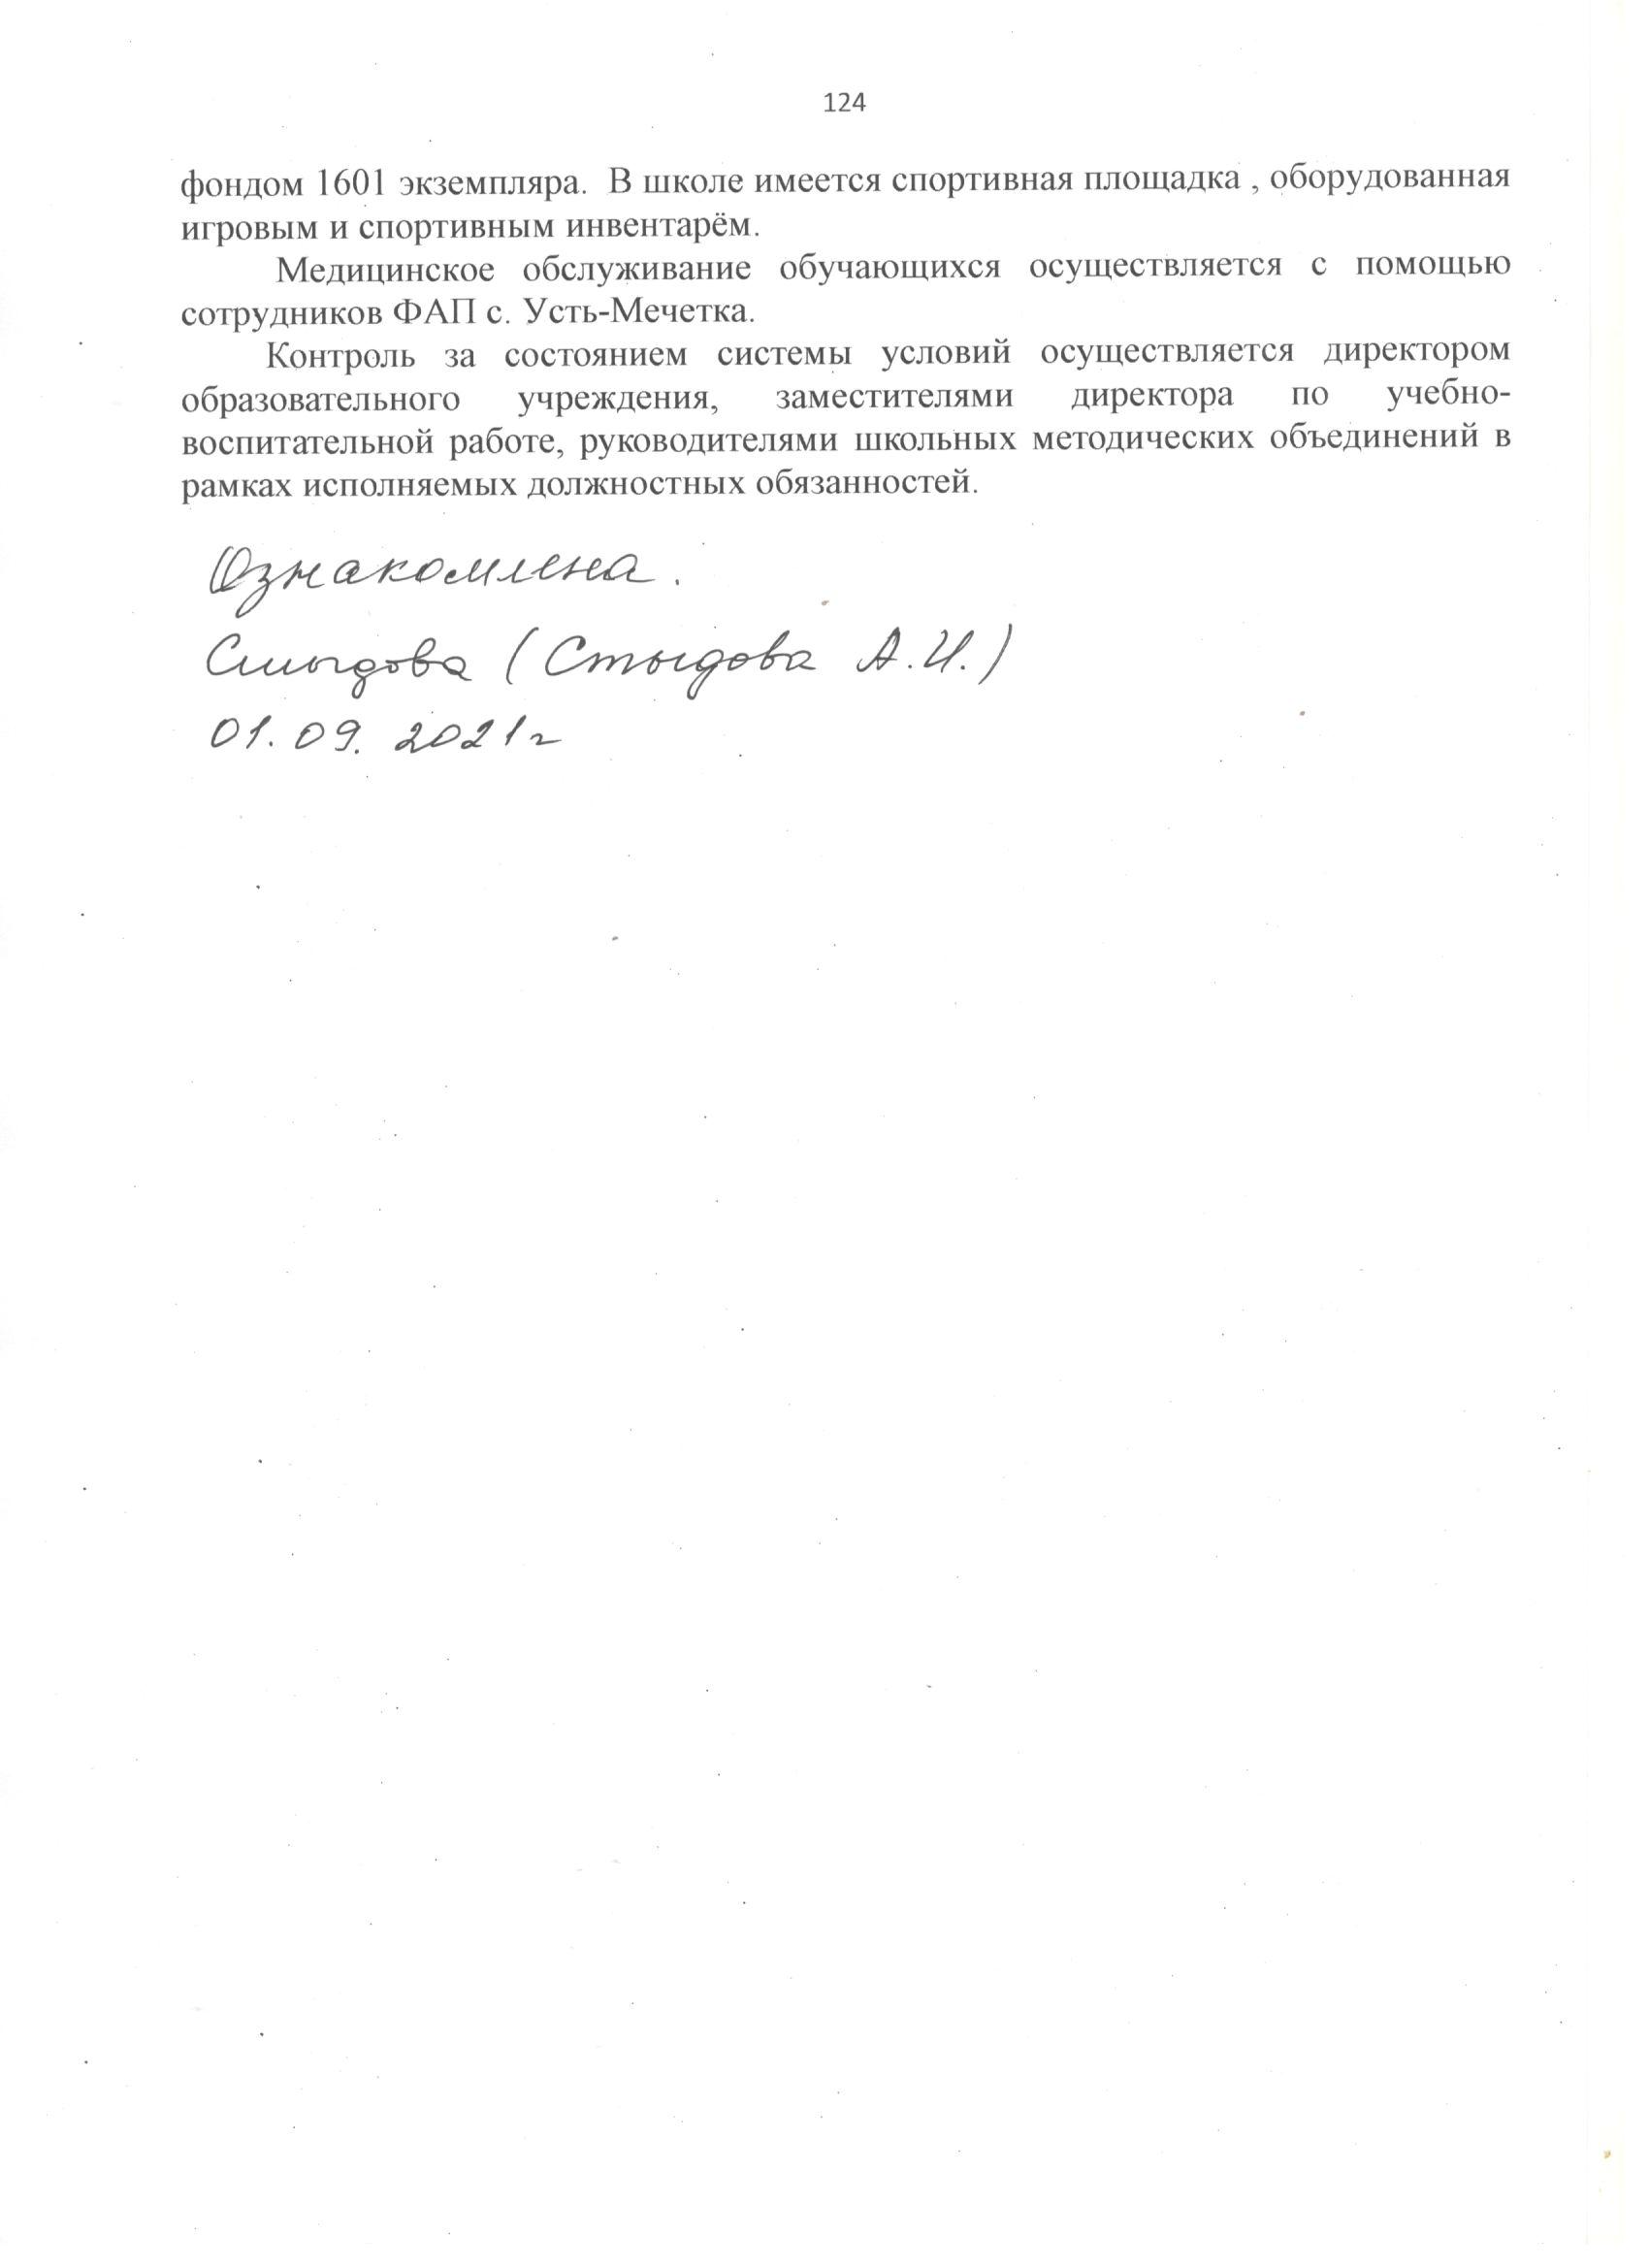 124
фондом 1601 экземпляра. В школе имеется спортивная площадка , оборудованная
игровым и спортивным инвентарём.
Медицинское обслуживание обучающихся осуществляется с помощью
сотрудников ФАП с. Усть-Мечетка.
Контроль за состоянием системы условий осуществляется директором
образовательного учреждения, заместителями директора по учебно-
воспитательной работе, руководителями школьных методических объединений в
рамках исполняемых должностных обязанностей.
Ознакомлена.
Стыдова (Стыдова А.И.)
01.09.2021г